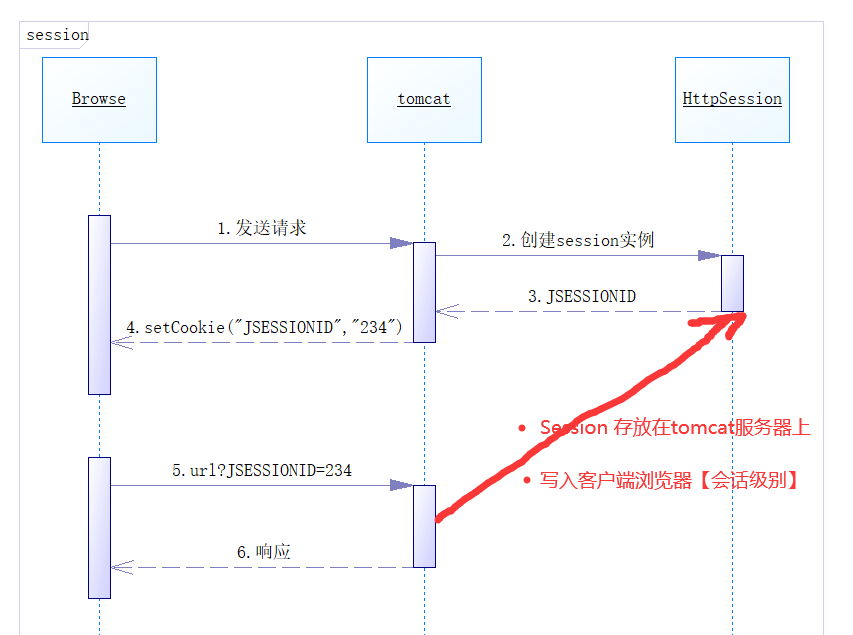 session
Browse
tomcat
HttpSession
1.发送请求
2.创建session实例
3.JSESSIONID
4.setCookie("JSESSIONID","234")
• Session 存放在tomcat服务器上
5.url?JSESSIONID=234
• 写入客户端浏览器【会话级别】
6.响应